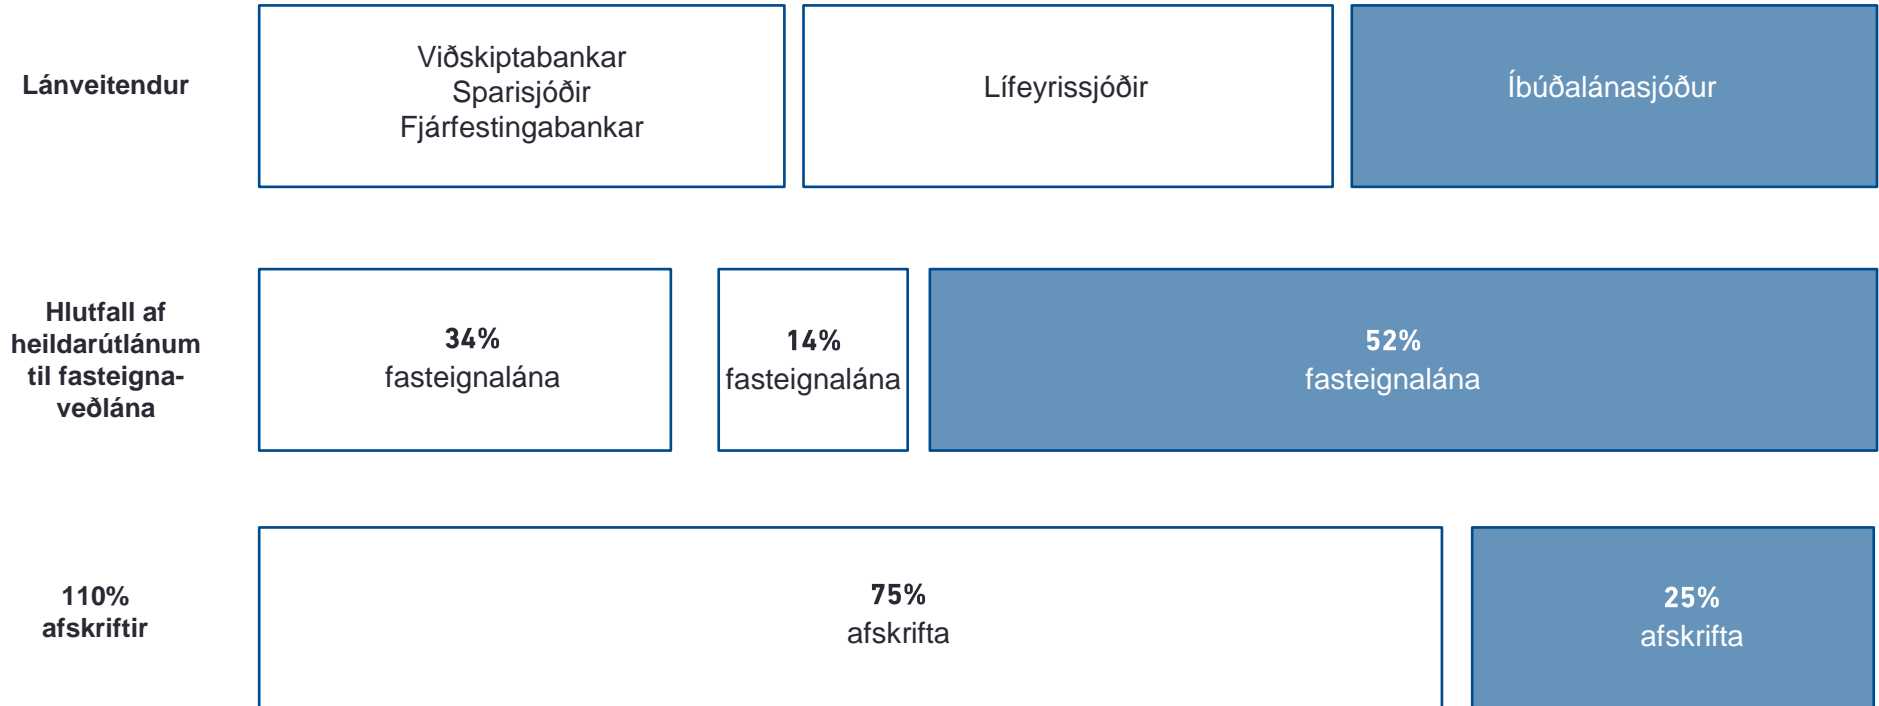 Lánveitendur
Viðskiptabankar
Sparisjóðir
Fjárfestingabankar
Lífeyrissjóðir
Íbúðalánasjóður
Hlutfall af
heildarútlánum
til fasteigna-
veðlána
34%
fasteignalána
14%
fasteignalána
52%
fasteignalána
110%
afskriftir
75%
afskrifta
25%
afskrifta